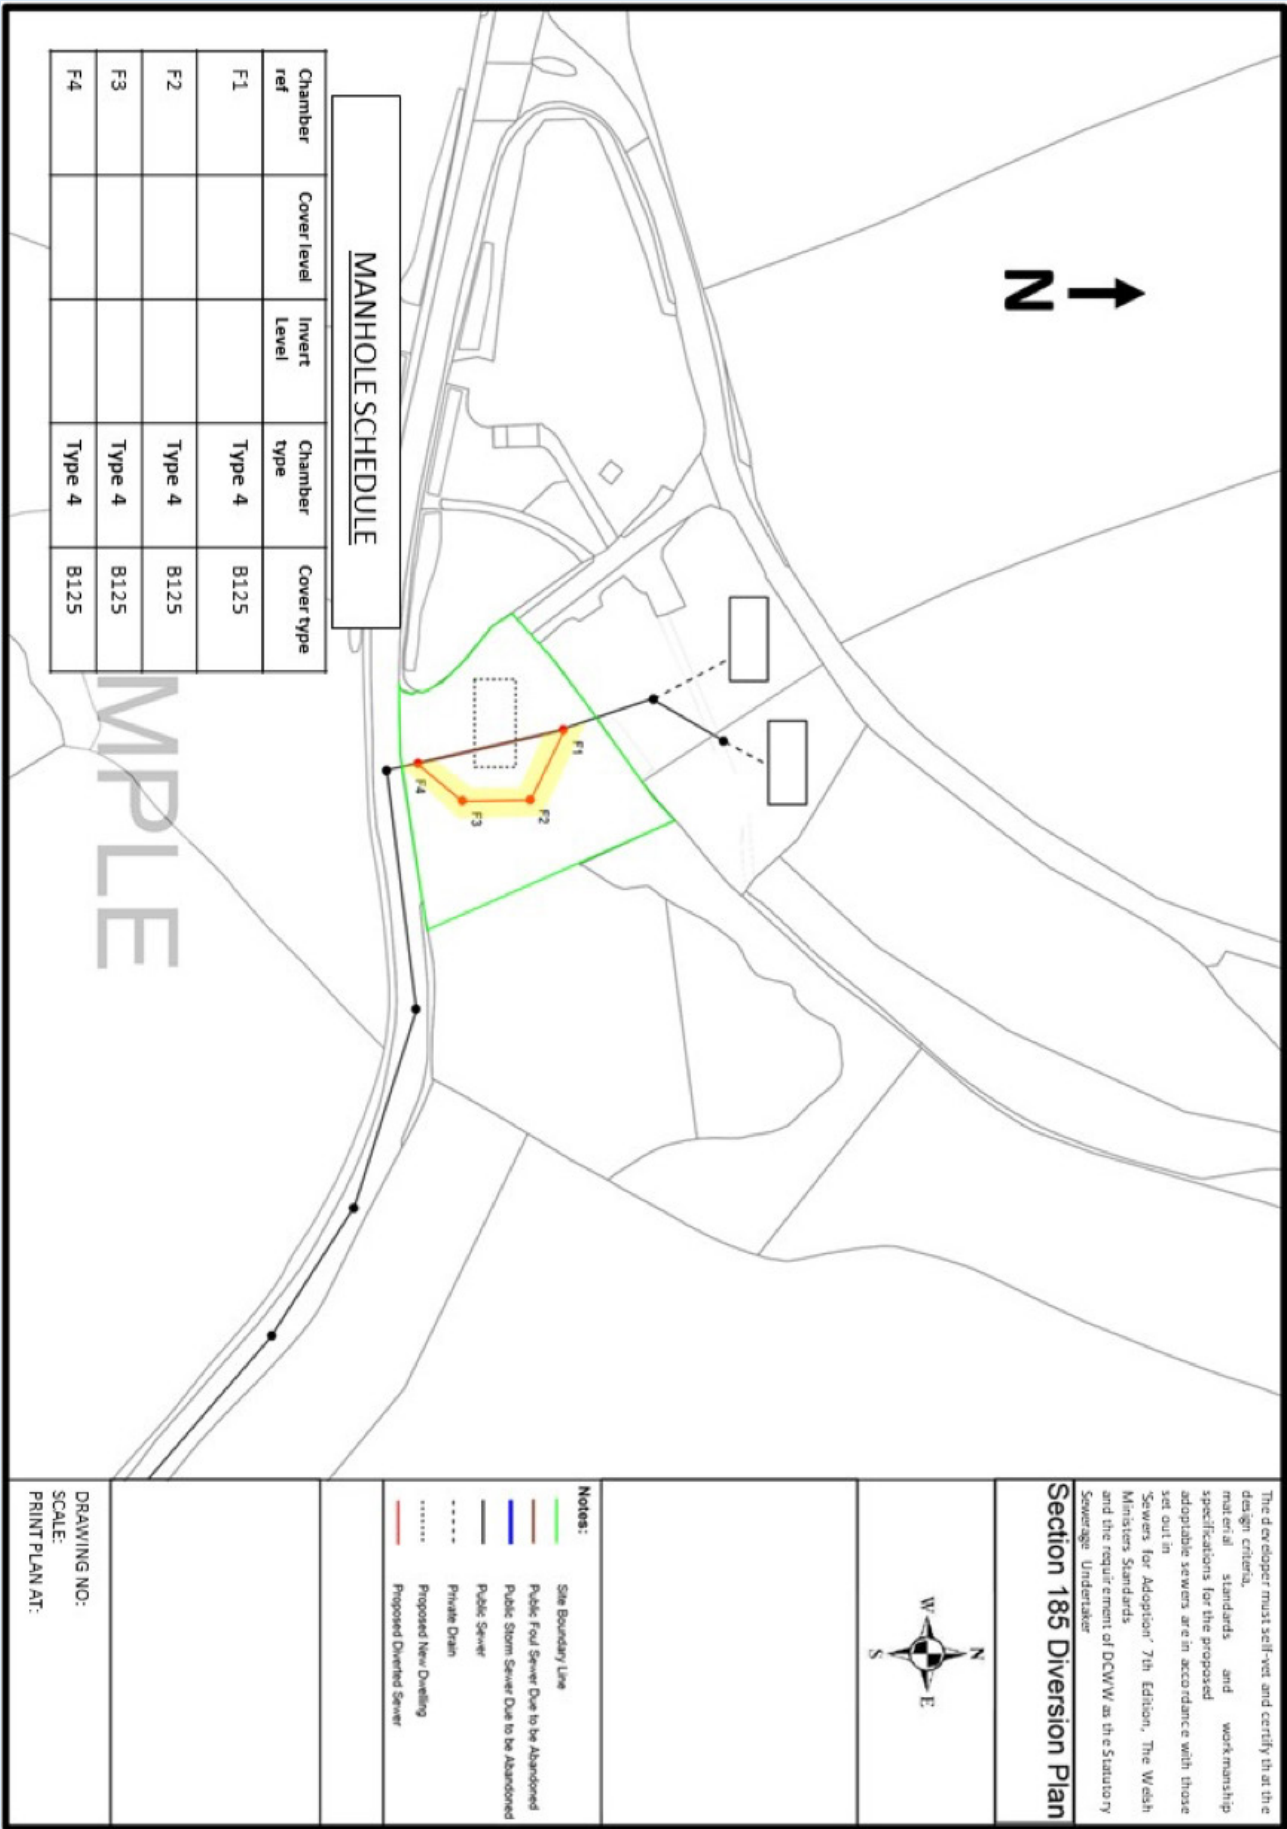 The developer must self-vet and certify that the
design criteria,
material standards and workmanship
specifications for the proposed
adoptable sewers are in accordance with those
set out in
'Sewers for Adoption' 7th Edition, The Welsh
Ministers Standards
and the requirement of DCWW as the Statutory
Sewerage Undertaker
Section 185 Diversion Plan
N
W
E
S
Notes:
Site Boundary Line
Public Foul Sewer Due to be Abandoned
Public Storm Sewer Due to be Abandoned
Public Sewer
Private Drain
Proposed New Dwelling
Proposed Diverted Sewer
DRAWING NO:
SCALE:
PRINT PLAN AT:
N
F1
F2
F3
F4
MANHOLE SCHEDULE
Chamber ref Cover level Invert Level Chamber type Cover type
F1 Type 4 B125
F2 Type 4 B125
F3 Type 4 B125
F4 Type 4 B125
MPLE